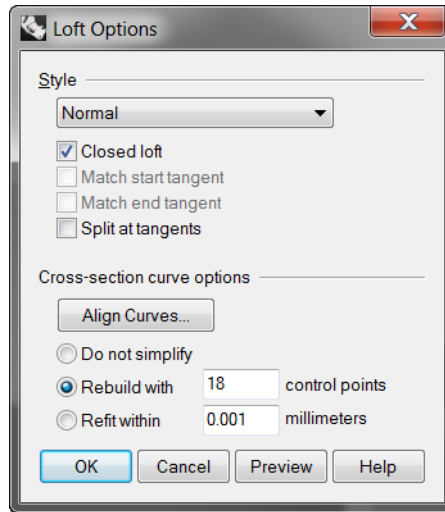 Loft Options
Style
Normal
Closed loft
Match start tangent
Match end tangent
Split at tangents
Cross-section curve options
Align Curves...
Do not simplify
Rebuild with 18 control points
Refit within 0.001 millimeters
OK Cancel Preview Help